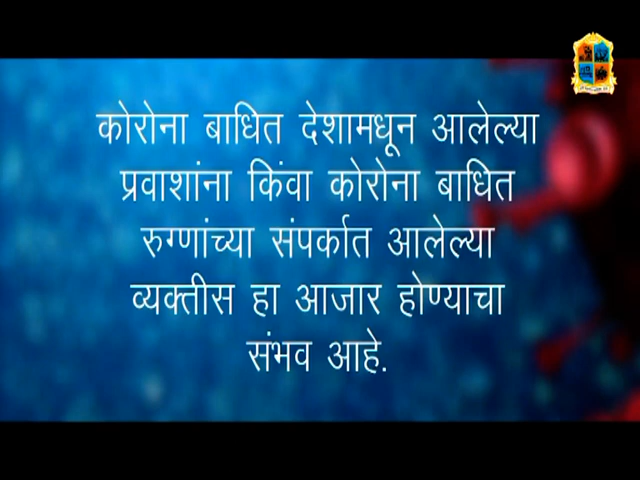 कोरोना बाधित देशामधून आलेल्या
प्रवाशांना किंवा कोरोना बाधित
रुग्णांच्या संपर्कात आलेल्या
व्यक्तीस हा आजार होण्याचा
संभव आहे.